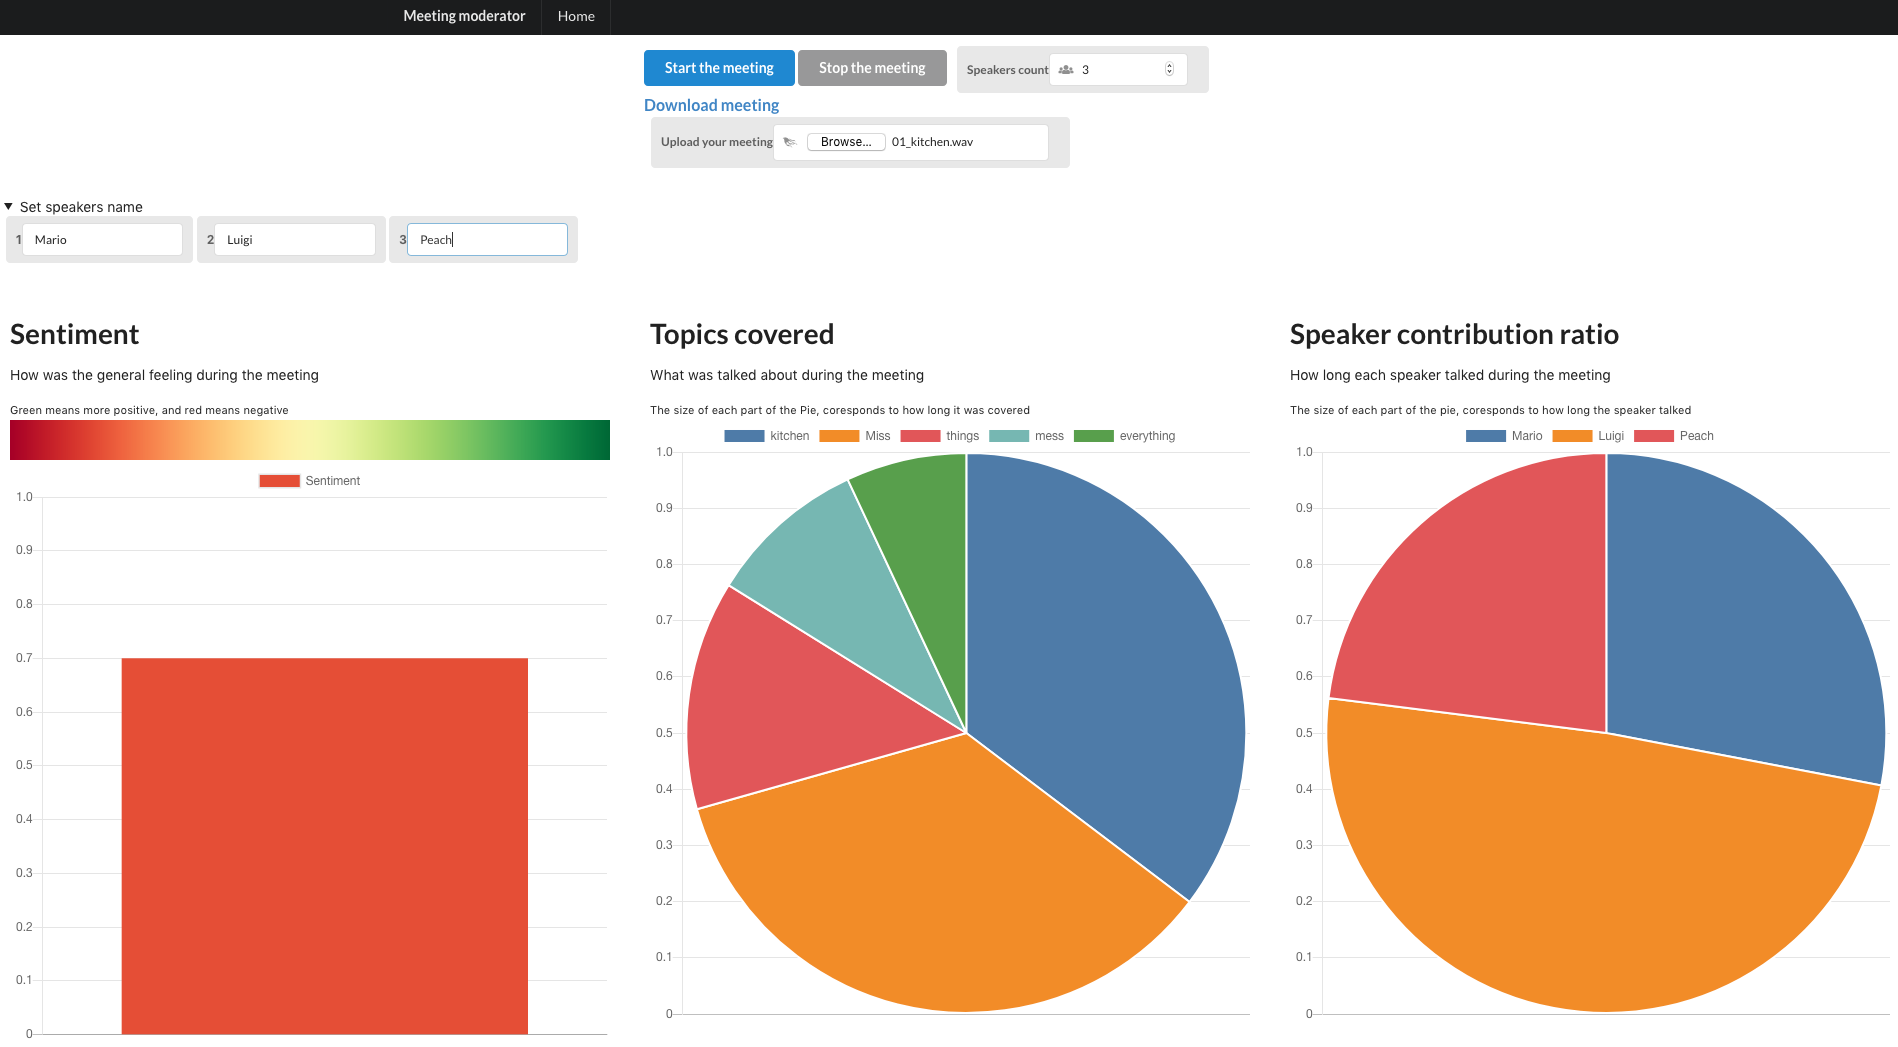 Meeting moderator Home
Start the meeting Stop the meeting Speakers count 3
Download meeting
Upload your meeting Browse... 01_kitchen.wav
▼ Set speakers name
1 Mario 2 Luigi 3 Peach
Sentiment
How was the general feeling during the meeting
Green means more positive, and red means negative
Sentiment
1.0
0.9
0.8
0.7
0.6
0.5
0.4
0.3
0.2
0.1
0
Topics covered
What was talked about during the meeting
The size of each part of the Pie, coresponds to how long it was covered
kitchen Miss things mess everything
1.0
0.9
0.8
0.7
0.6
0.5
0.4
0.3
0.2
0.1
0
Speaker contribution ratio
How long each speaker talked during the meeting
The size of each part of the pie, coresponds to how long the speaker talked
Mario Luigi Peach
1.0
0.9
0.8
0.7
0.6
0.5
0.4
0.3
0.2
0.1
0